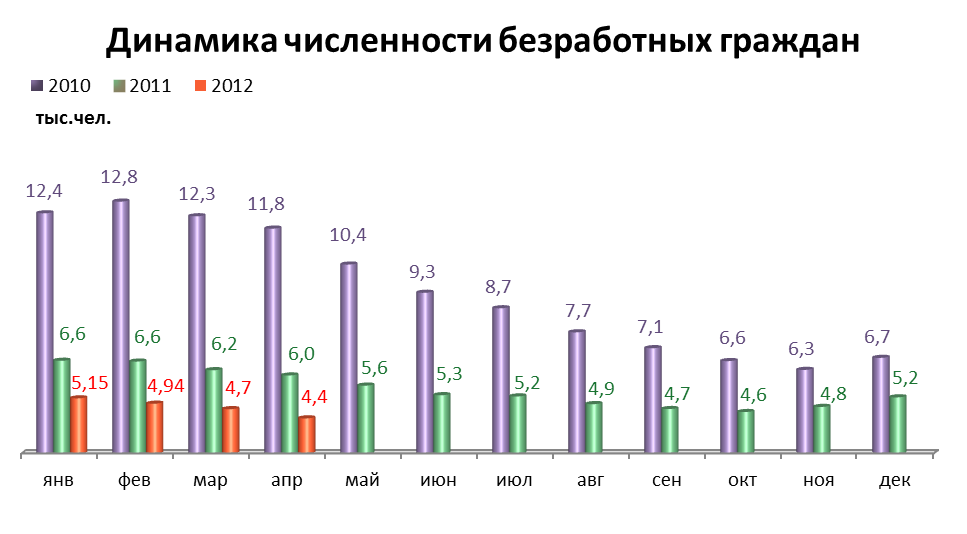 Динамика численности безработных граждан
2010 2011 2012
тыс.чел.
12,4 12,8 12,3 11,8 10,4 9,3 8,7 7,7 7,1 6,6 6,3 6,7
6,6 6,6 6,2 6,0 5,6 5,3 5,2 4,9 4,7 4,6 4,8 5,2
5,15 4,94 4,7 4,4
янв фев мар апр май июн июл авг сен окт ноя дек